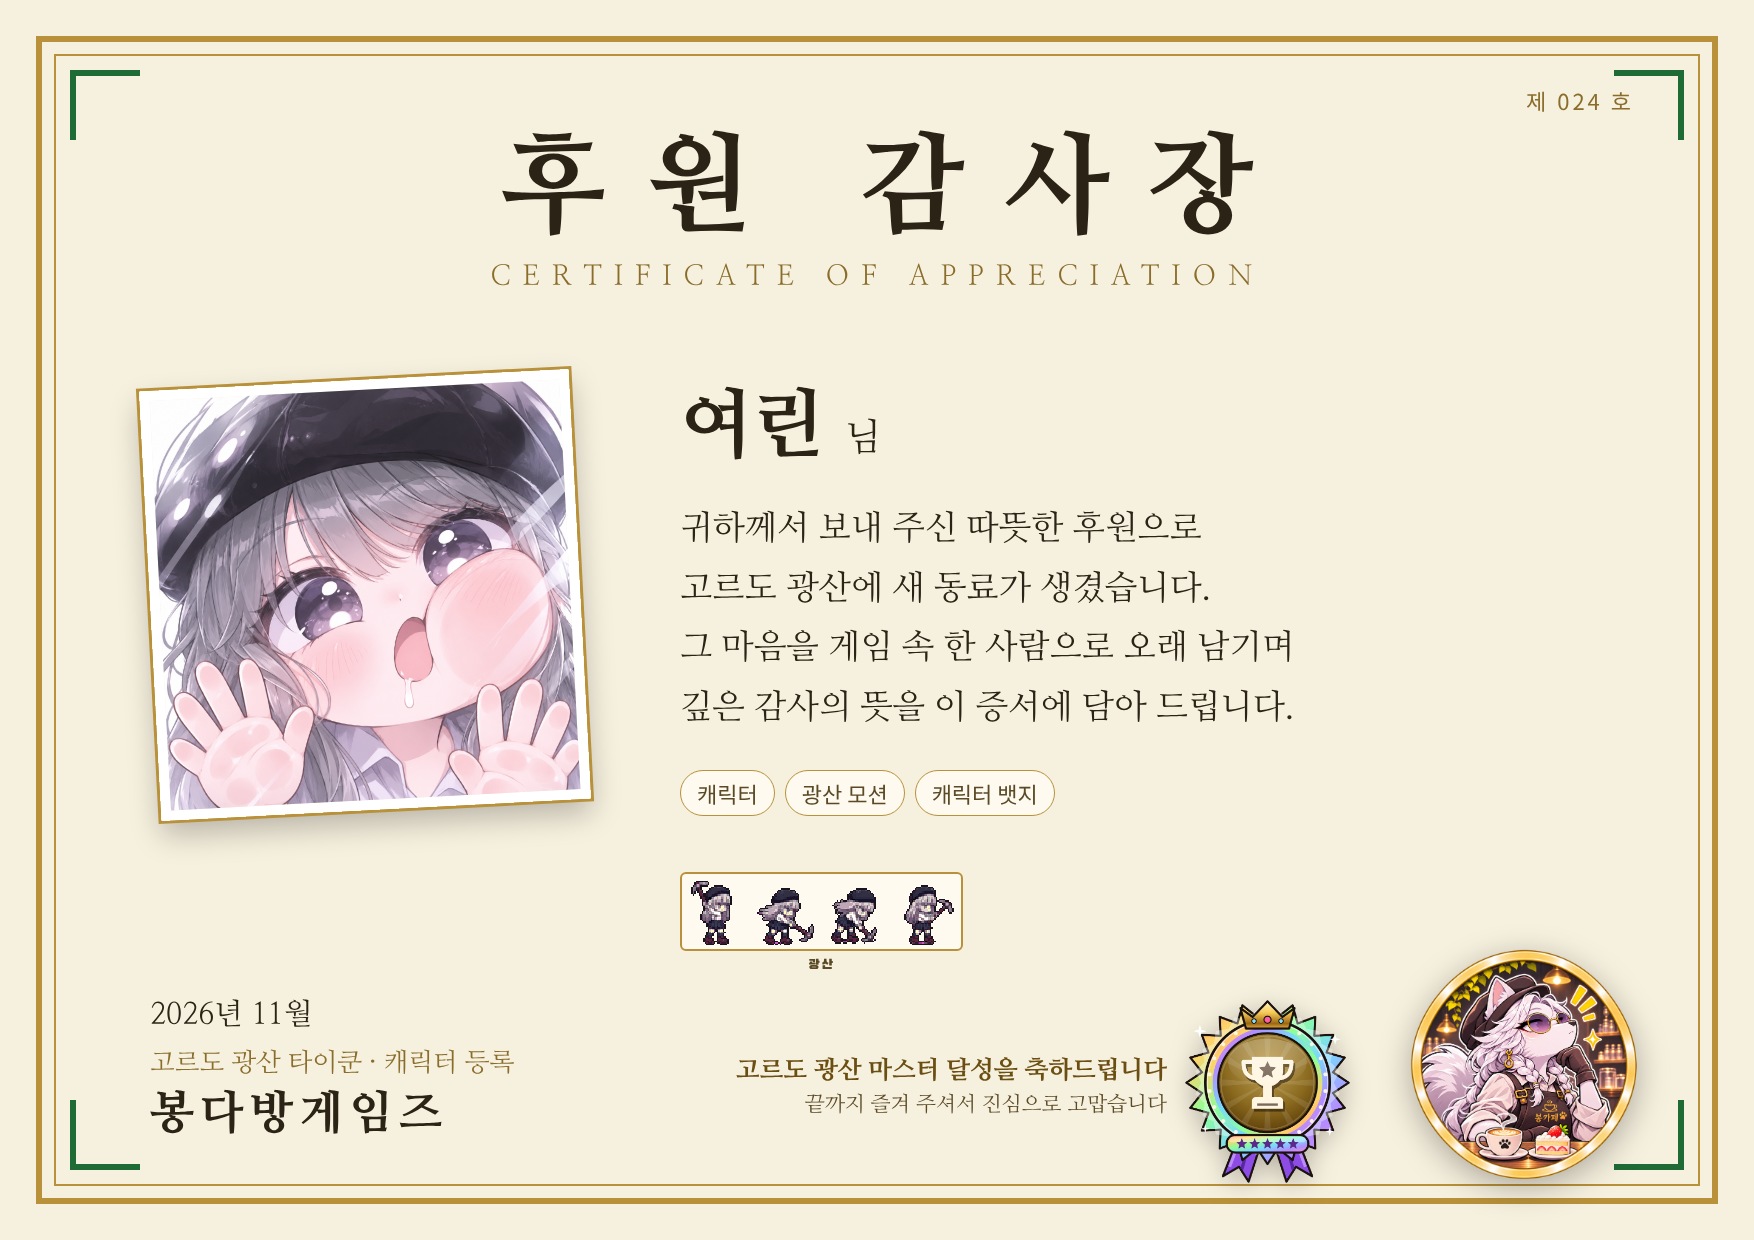 제 024 호
후원 감사장
CERTIFICATE OF APPRECIATION
여린 님
귀하께서 보내 주신 따뜻한 후원으로
고르도 광산에 새 동료가 생겼습니다.
그 마음을 게임 속 한 사람으로 오래 남기며
깊은 감사의 뜻을 이 증서에 담아 드립니다.
캐릭터 광산 모션 캐릭터 뱃지
광산
2026년 11월
고르도 광산 타이쿤 · 캐릭터 등록
봉다방게임즈
고르도 광산 마스터 달성을 축하드립니다
끝까지 즐겨 주셔서 진심으로 고맙습니다